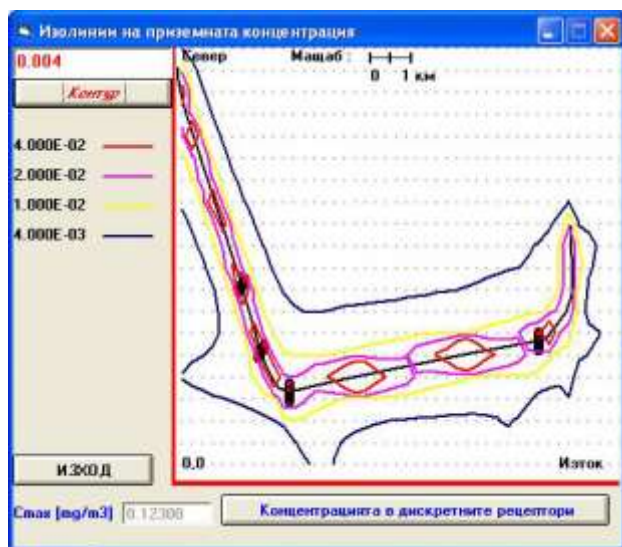 Изолинии на приземната концентрация
0.004
Север
Мащаб :
0 1 км
Контур
4.000E-02
2.000E-02
1.000E-02
4.000E-03
0.0
Изток
ИЗХОД
Cmax [mg/m3] 0.12300
Концентрацията в дискретните рецептори